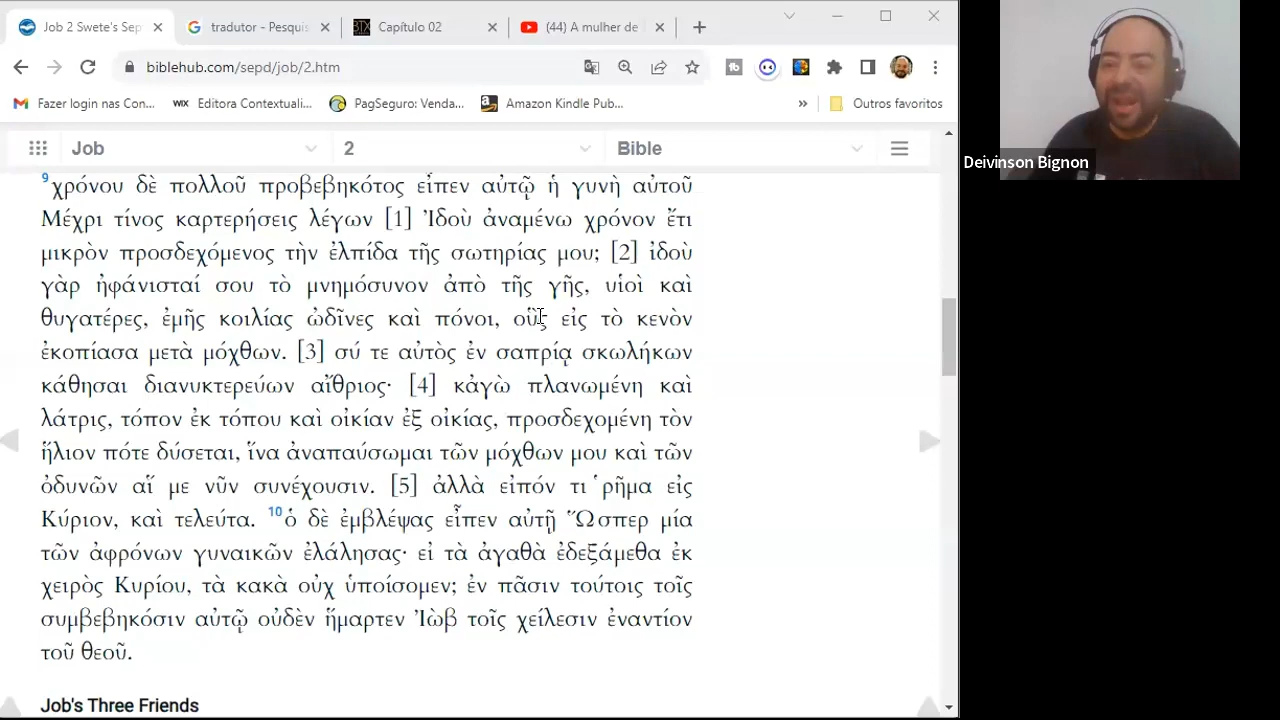 Job 2 Swete's Sep
tradutor - Pesquis
Capítulo 02
(44) A mulher de
biblehub.com/sepd/job/2.htm
Fazer login nas Con...
Editora Contextuali...
PagSeguro: Venda...
Amazon Kindle Pub...
»
Outros favoritos
Job
2
Bible
Deivinson Bignon
9 χρόνου δὲ πολλοῦ προβεβηκότος εἶπεν αὐτῷ ἡ γυνὴ αὐτοῦ
Μέχρι τίνος καρτερήσεις λέγων [1] Ἰδοὺ ἀναμένω χρόνον ἔτι
μικρὸν προσδεχόμενος τὴν ἐλπίδα τῆς σωτηρίας μου; [2] ἰδοὺ
γὰρ ἠφάνισταί σου τὸ μνημόσυνον ἀπὸ τῆς γῆς, υἱοὶ καὶ
θυγατέρες, ἐμῆς κοιλίας ὠδῖνες καὶ πόνοι, οὓς εἰς τὸ κενὸν
ἐκοπίασα μετὰ μόχθων. [3] σύ τε αὐτὸς ἐν σαπρίᾳ σκωλήκων
κάθησαι διανυκτερεύων αἴθριος· [4] κἀγὼ πλανωμένη καὶ
λάτρις, τόπον ἐκ τόπου καὶ οἰκίαν ἐξ οἰκίας, προσδεχομένη τὸν
ἥλιον πότε δύσεται, ἵνα ἀναπαύσωμαι τῶν μόχθων μου καὶ τῶν
ὀδυνῶν αἵ με νῦν συνέχουσιν. [5] ἀλλὰ εἰπόν τι ῾ρῆμα εἰς
Κύριον, καὶ τελεύτα. 10 ὁ δὲ ἐμβλέψας εἶπεν αὐτῇ Ὥσπερ μία
τῶν ἀφρόνων γυναικῶν ἐλάλησας· εἰ τὰ ἀγαθὰ ἐδεξάμεθα ἐκ
χειρὸς Κυρίου, τὰ κακὰ οὐχ ὑποίσομεν; ἐν πᾶσιν τούτοις τοῖς
συμβεβηκόσιν αὐτῷ οὐδὲν ἥμαρτεν Ἰὼβ τοῖς χείλεσιν ἐναντίον
τοῦ θεοῦ.
Job's Three Friends